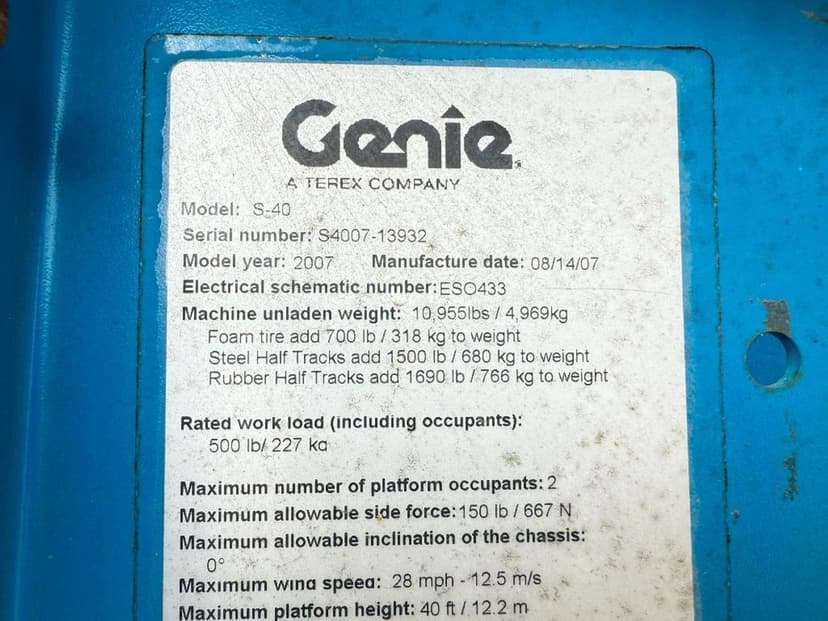 Genie
A TEREX COMPANY
Model: S-40
Serial number: S4007-13932
Model year: 2007 Manufacture date: 08/14/07
Electrical schematic number: ESO433
Machine unladen weight: 10,955lbs / 4,969kg
Foam tire add 700 lb / 318 kg to weight
Steel Half Tracks add 1500 lb / 680 kg to weight
Rubber Half Tracks add 1690 lb / 766 kg to weight
Rated work load (including occupants):
500 lb/ 227 kg
Maximum number of platform occupants: 2
Maximum allowable side force: 150 lb / 667 N
Maximum allowable inclination of the chassis:
0°
Maximum wind speed: 28 mph - 12.5 m/s
Maximum platform height: 40 ft / 12.2 m